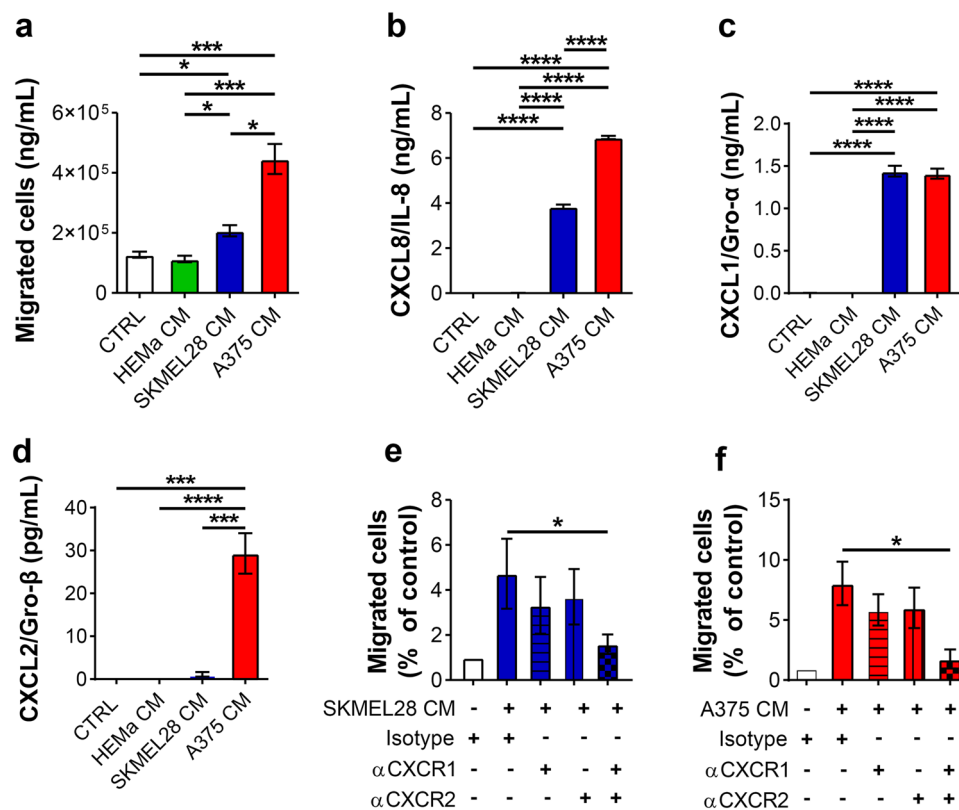 a
***
*
***
*
*
Migrated cells (ng/mL)
6×10⁵
4×10⁵
2×10⁵
0
CTRL
HEMa CM
SKMEL28 CM
A375 CM
b
****
****
****
****
****
CXCL8/IL-8 (ng/mL)
8
6
4
2
0
CTRL
HEMa CM
SKMEL28 CM
A375 CM
c
****
****
****
****
CXCL1/Gro-α (ng/mL)
2.0
1.5
1.0
0.5
0.0
CTRL
HEMa CM
SKMEL28 CM
A375 CM
d
***
****
***
CXCL2/Gro-β (pg/mL)
40
30
20
10
0
CTRL
HEMa CM
SKMEL28 CM
A375 CM
e
*
Migrated cells
(% of control)
8
6
4
2
0
SKMEL28 CM - + + + +
Isotype + + - - -
αCXCR1 - - + - +
αCXCR2 - - - + +
f
*
Migrated cells
(% of control)
15
10
5
0
A375 CM - + + + +
Isotype + + - - -
αCXCR1 - - + - +
αCXCR2 - - - + +